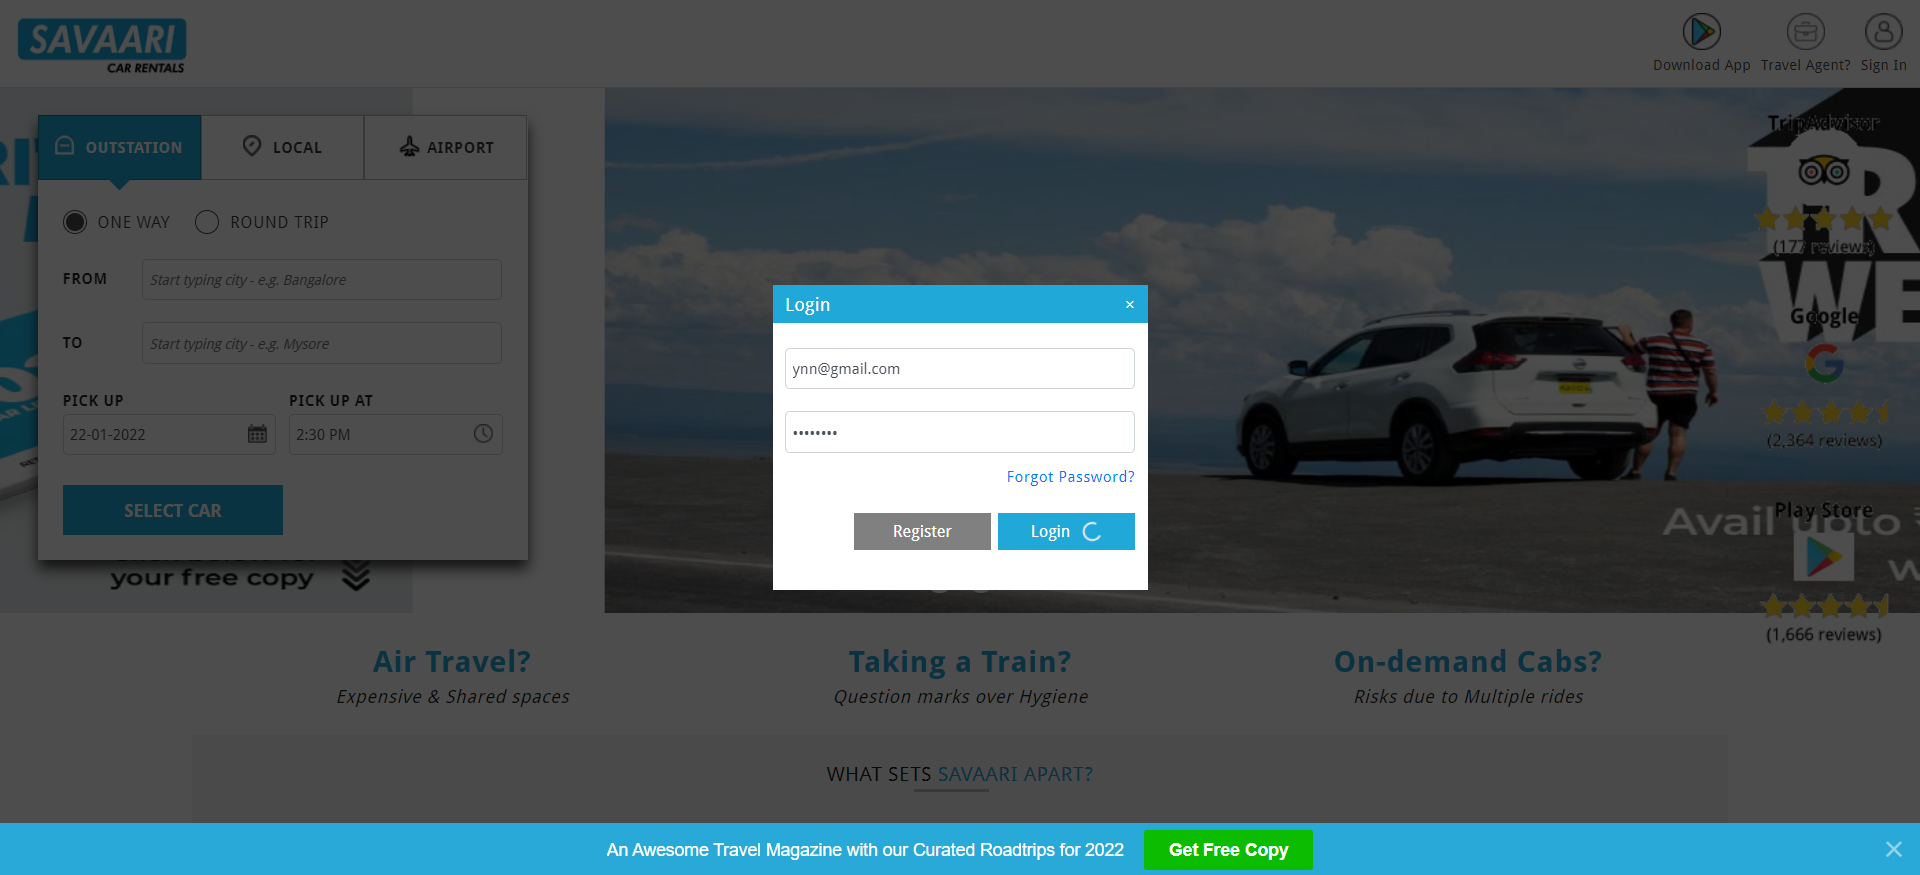 SAVAARI
CAR RENTALS
Download App
Travel Agent?
Sign In
OUTSTATION
LOCAL
AIRPORT
ONE WAY
ROUND TRIP
FROM
Start typing city - e.g. Bangalore
TO
Start typing city - e.g. Mysore
PICK UP
PICK UP AT
22-01-2022
2:30 PM
SELECT CAR
your free copy
Login
×
ynn@gmail.com
••••••••
Forgot Password?
Register
Login
TripAdvisor
(177 reviews)
WE
Google
(2,364 reviews)
Play Store
Avail upto
(1,666 reviews)
Air Travel?
Expensive & Shared spaces
Taking a Train?
Question marks over Hygiene
On-demand Cabs?
Risks due to Multiple rides
WHAT SETS SAVAARI APART?
An Awesome Travel Magazine with our Curated Roadtrips for 2022
Get Free Copy